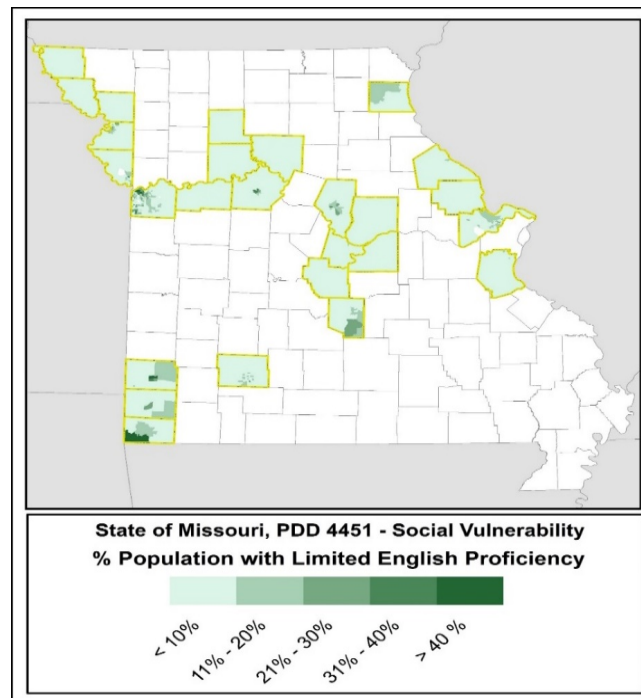 State of Missouri, PDD 4451 - Social Vulnerability
% Population with Limited English Proficiency
< 10%
11% - 20%
21% - 30%
31% - 40%
> 40 %